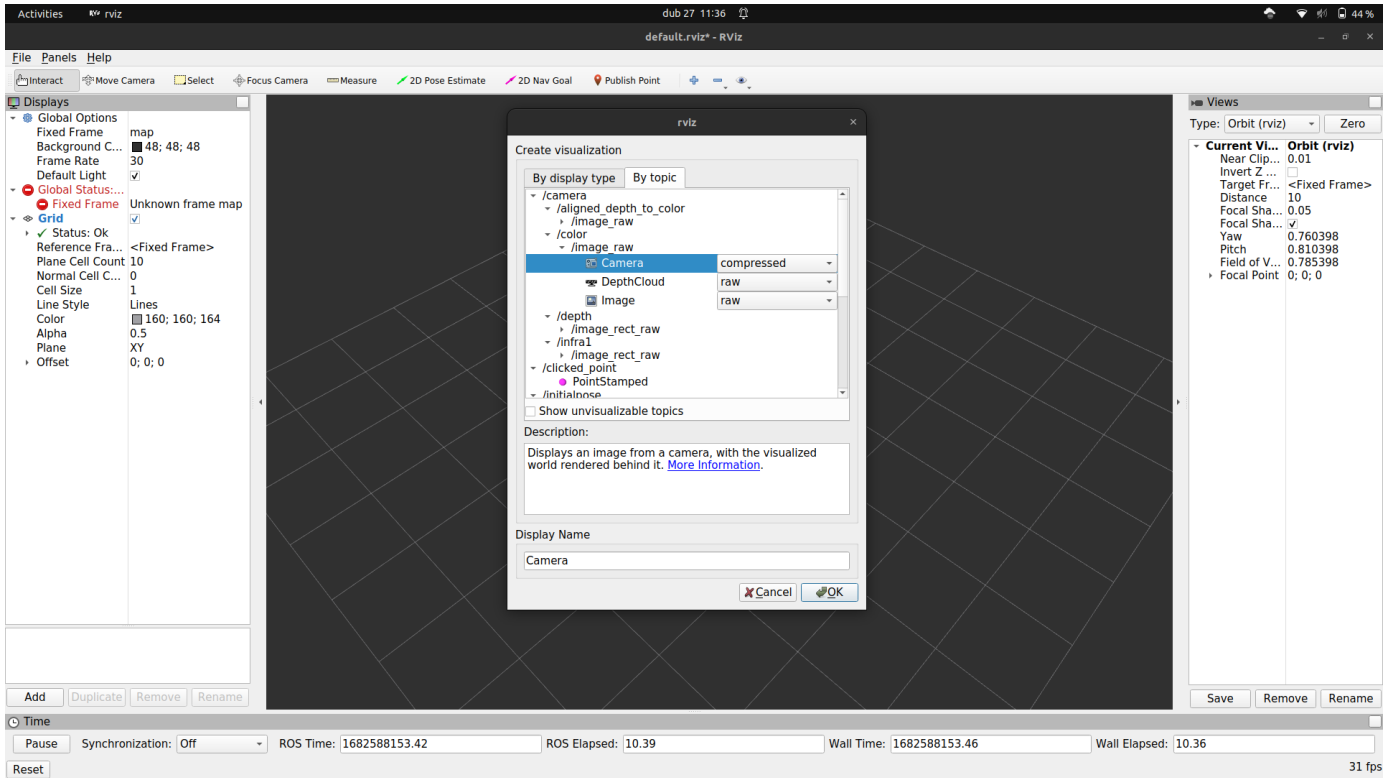 Activities RViz rviz dub 27 11:36 44 %
default.rviz* - RViz
File Panels Help
Interact Move Camera Select Focus Camera Measure 2D Pose Estimate 2D Nav Goal Publish Point
Displays
Global Options
Fixed Frame map
Background C... 48; 48; 48
Frame Rate 30
Default Light
Global Status:...
Fixed Frame Unknown frame map
Grid
Status: Ok
Reference Fra... <Fixed Frame>
Plane Cell Count 10
Normal Cell C... 0
Cell Size 1
Line Style Lines
Color 160; 160; 164
Alpha 0.5
Plane XY
Offset 0; 0; 0
Add Duplicate Remove Rename
rviz
Create visualization
By display type By topic
/camera
/aligned_depth_to_color
/image_raw
/color
/image_raw
Camera compressed
DepthCloud raw
Image raw
/depth
/image_rect_raw
/infra1
/image_rect_raw
/clicked_point
PointStamped
/initialpose
Show unvisualizable topics
Description:
Displays an image from a camera, with the visualized
world rendered behind it. More Information.
Display Name
Camera
Cancel OK
Views
Type: Orbit (rviz) Zero
Current Vi... Orbit (rviz)
Near Clip... 0.01
Invert Z ...
Target Fr... <Fixed Frame>
Distance 10
Focal Sha... 0.05
Focal Sha...
Yaw 0.760398
Pitch 0.810398
Field of V... 0.785398
Focal Point 0; 0; 0
Save Remove Rename
Time
Pause Synchronization: Off ROS Time: 1682588153.42 ROS Elapsed: 10.39 Wall Time: 1682588153.46 Wall Elapsed: 10.36
Reset 31 fps